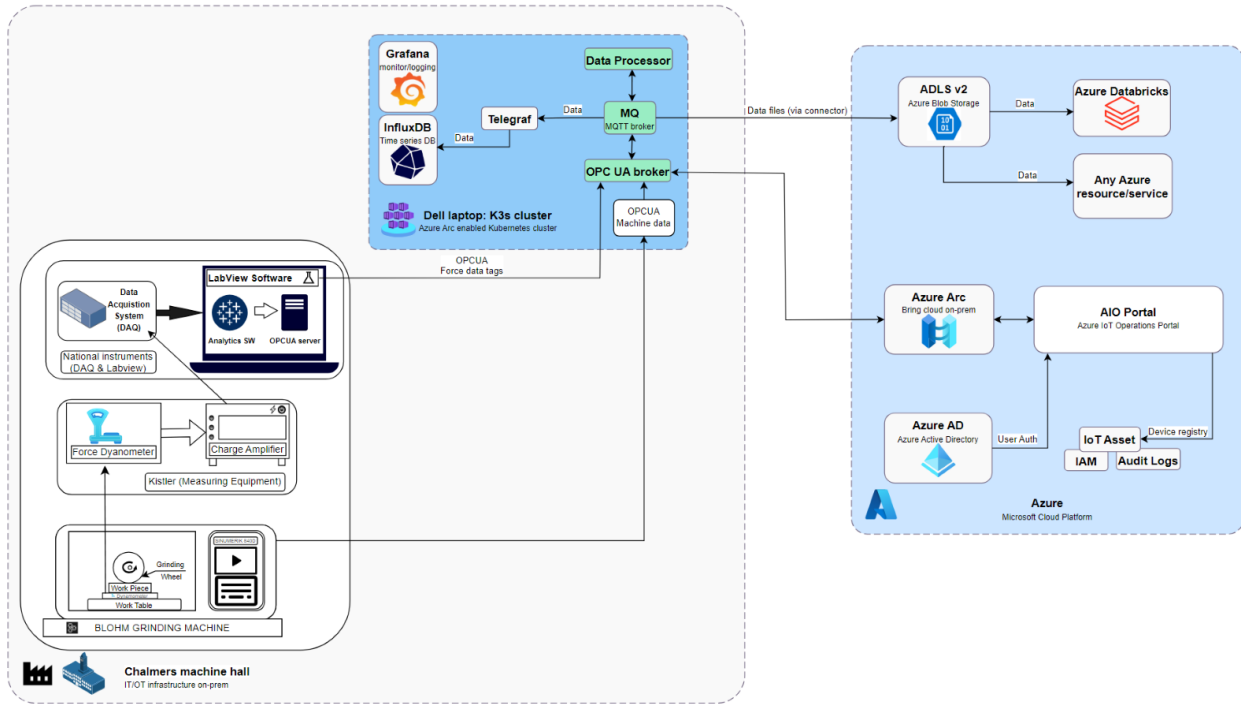 Grafana
monitor/logging
InfluxDB
Time series DB
Telegraf
Data
Data
Data Processor
MQ
MQTT broker
OPC UA broker
OPCUA
Machine data
Dell laptop: K3s cluster
Azure Arc enabled Kubernetes cluster
Data files (via connector)
ADLS v2
Azure Blob Storage
10
01
Data
Azure Databricks
Data
Any Azure
resource/service
OPCUA
Force data tags
LabView Software
Analytics SW
OPCUA server
Data
Acquistion
System
(DAQ)
National instruments
(DAQ & Labview)
Force Dyanometer
Charge Amplifier
Kistler (Measuring Equipment)
Grinding
Wheel
Work Piece
Dynamometer
Work Table
BLOHM GRINDING MACHINE
Chalmers machine hall
IT/OT infrastructure on-prem
Azure Arc
Bring cloud on-prem
AIO Portal
Azure IoT Operations Portal
Azure AD
Azure Active Directory
User Auth
Device registry
IoT Asset
IAM
Audit Logs
Azure
Microsoft Cloud Platform